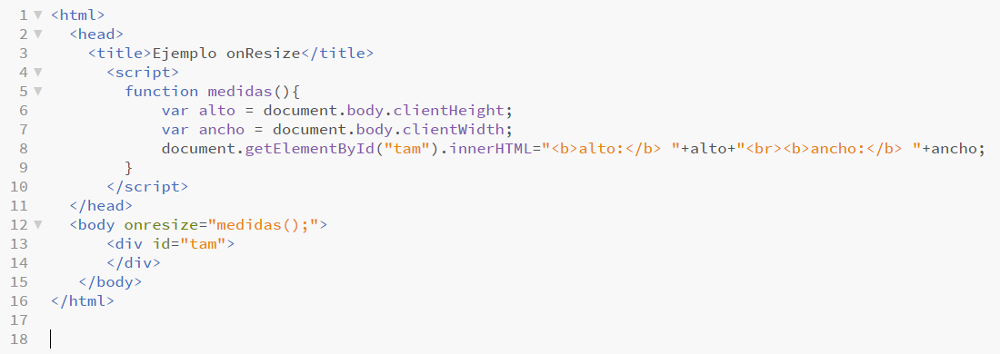 1 <html>
2 <head>
3 <title>Ejemplo onResize</title>
4 <script>
5 function medidas(){
6 var alto = document.body.clientHeight;
7 var ancho = document.body.clientWidth;
8 document.getElementById("tam").innerHTML="<b>alto:</b> "+alto+"<br><b>ancho:</b> "+ancho;
9 }
10 </script>
11 </head>
12 <body onresize="medidas();">
13 <div id="tam">
14 </div>
15 </body>
16 </html>
17
18